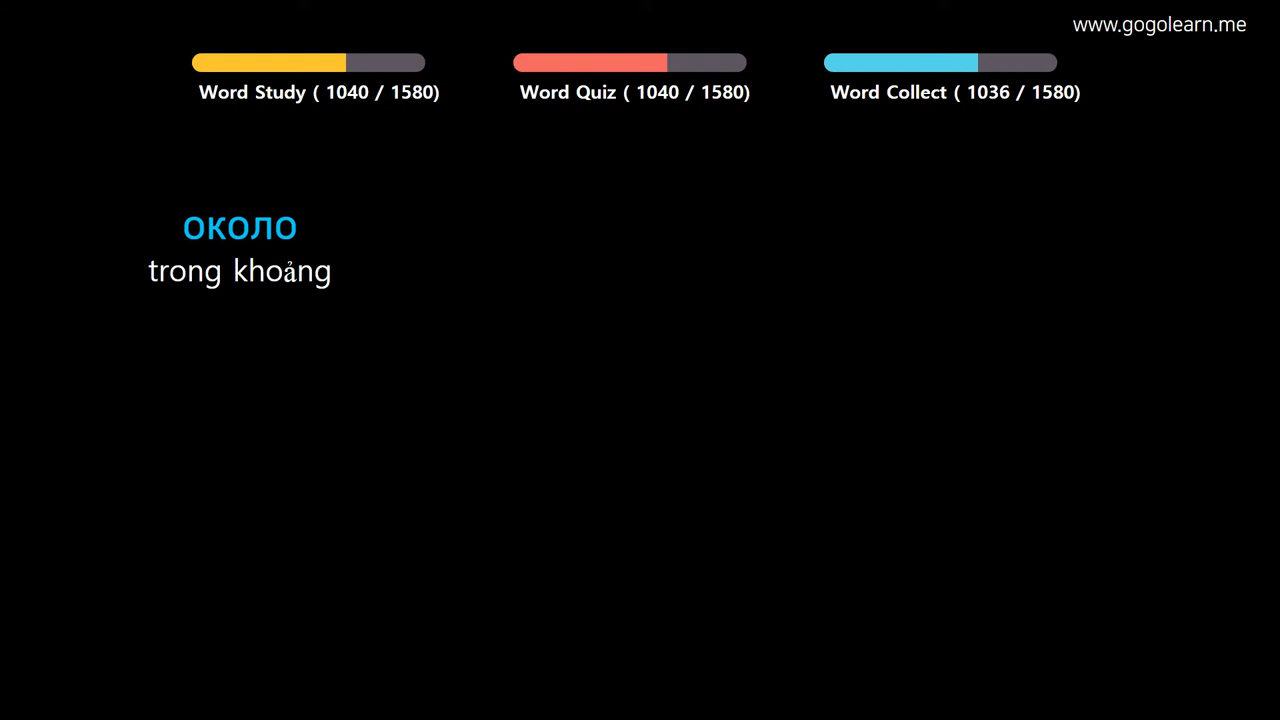 www.gogolearn.me
Word Study ( 1040 / 1580)
Word Quiz ( 1040 / 1580)
Word Collect ( 1036 / 1580)
около
trong khoảng